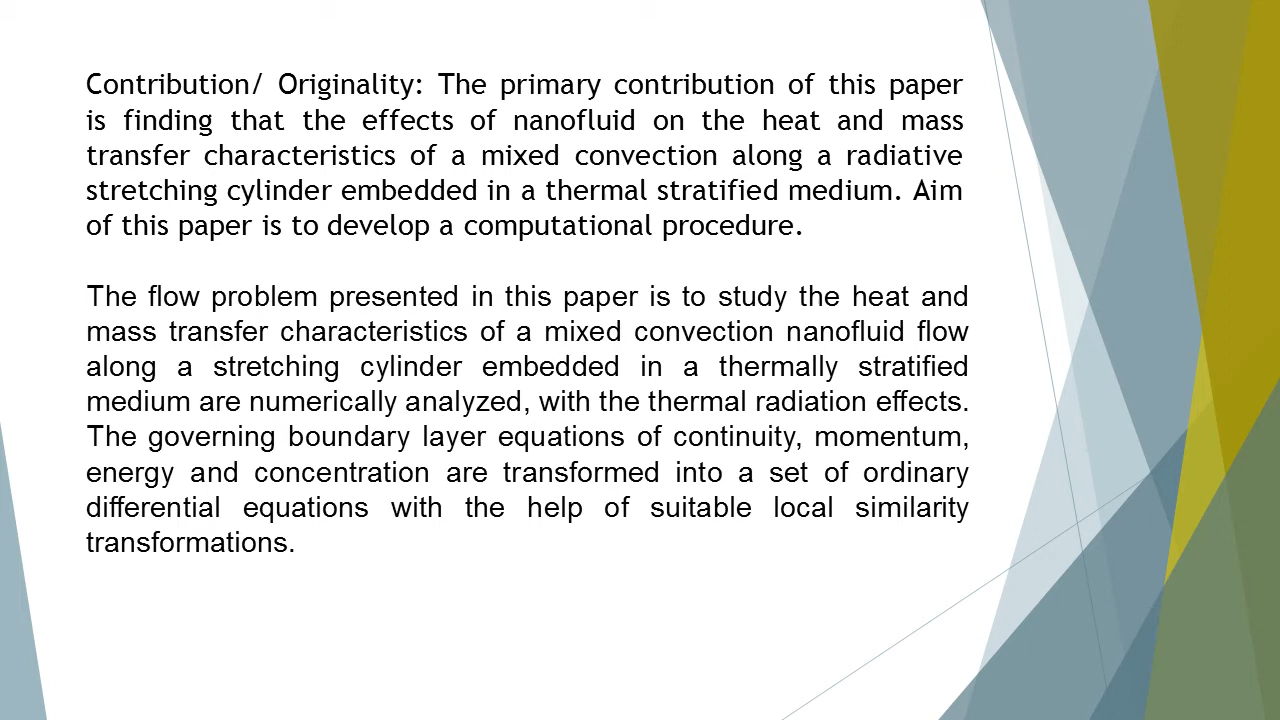 Contribution/ Originality: The primary contribution of this paper
is finding that the effects of nanofluid on the heat and mass
transfer characteristics of a mixed convection along a radiative
stretching cylinder embedded in a thermal stratified medium. Aim
of this paper is to develop a computational procedure.
The flow problem presented in this paper is to study the heat and
mass transfer characteristics of a mixed convection nanofluid flow
along a stretching cylinder embedded in a thermally stratified
medium are numerically analyzed, with the thermal radiation effects.
The governing boundary layer equations of continuity, momentum,
energy and concentration are transformed into a set of ordinary
differential equations with the help of suitable local similarity
transformations.